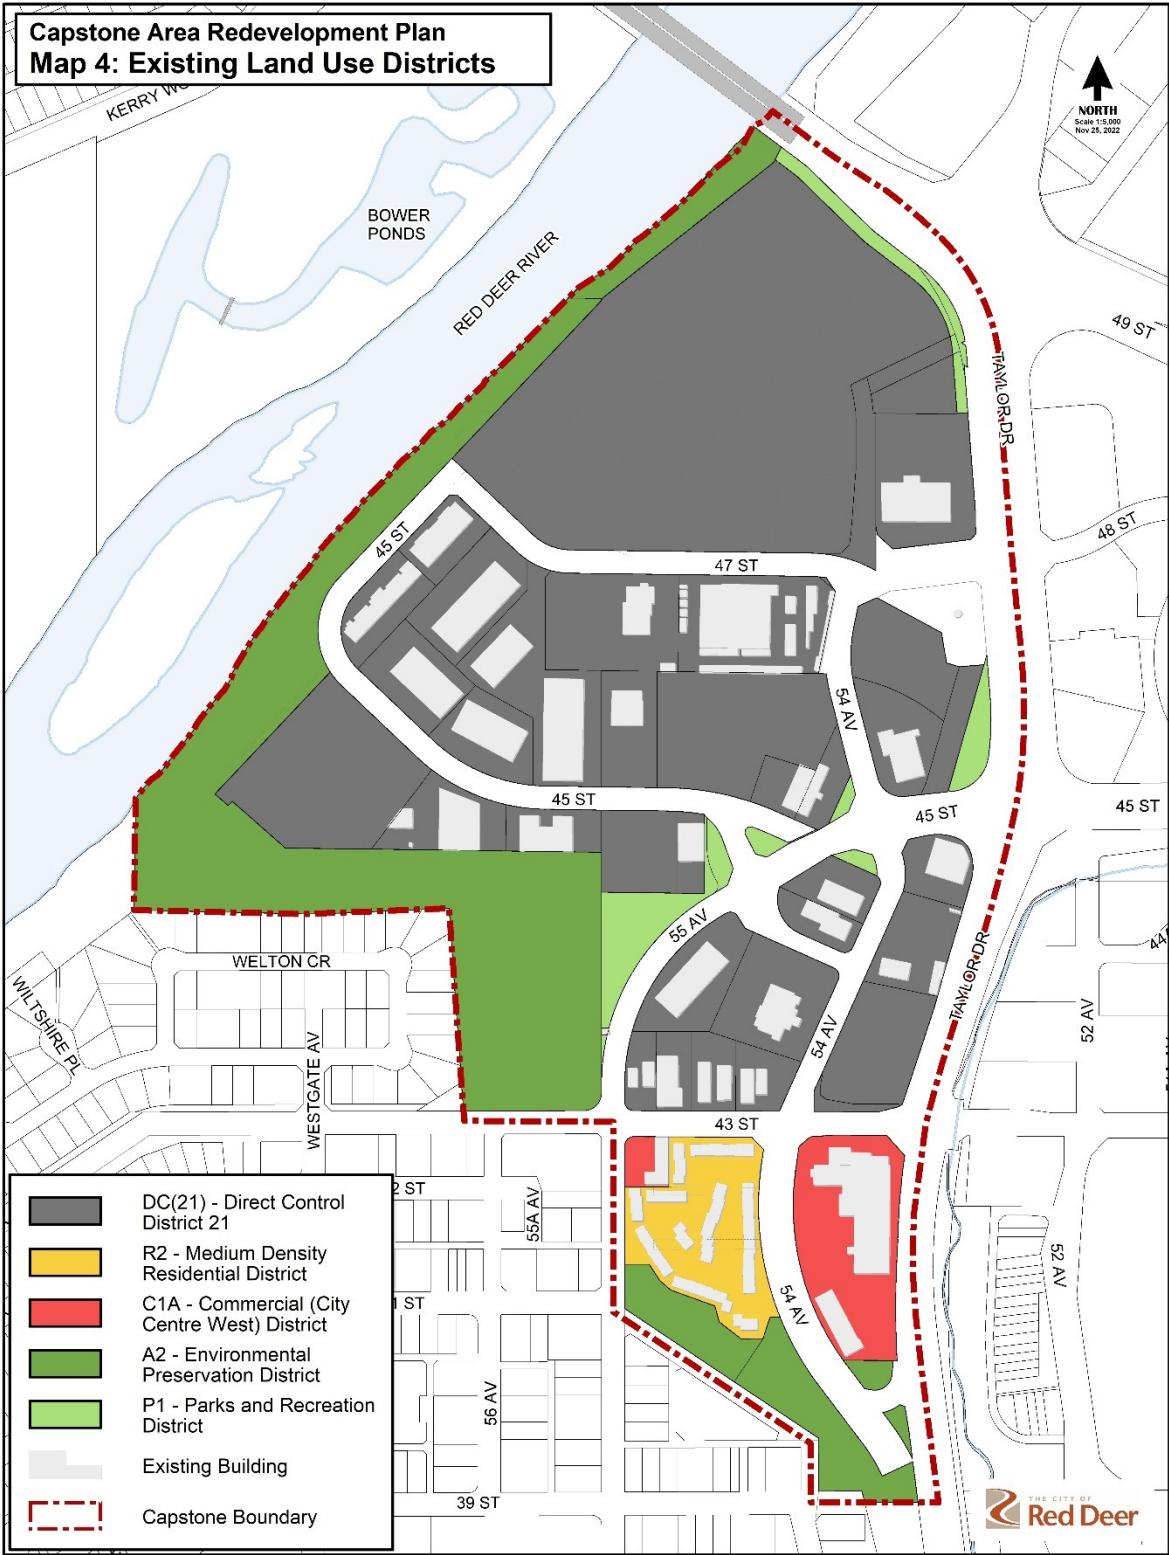 Capstone Area Redevelopment Plan
Map 4: Existing Land Use Districts
KERRY WO
NORTH
Scale 1:5,000
Nov 25, 2022
BOWER
PONDS
RED DEER RIVER
49 ST
TAYLOR DR
45 ST
48 ST
47 ST
54 AV
45 ST
45 ST
45 ST
55 AV
44
WELTON CR
WILTSHIRE PL
TAYLOR DR
52 AV
54 AV
WESTGATE AV
43 ST
2 ST
55A AV
52 AV
1 ST
54 AV
56 AV
39 ST
DC(21) - Direct Control
District 21
R2 - Medium Density
Residential District
C1A - Commercial (City
Centre West) District
A2 - Environmental
Preservation District
P1 - Parks and Recreation
District
Existing Building
Capstone Boundary
THE CITY OF
Red Deer